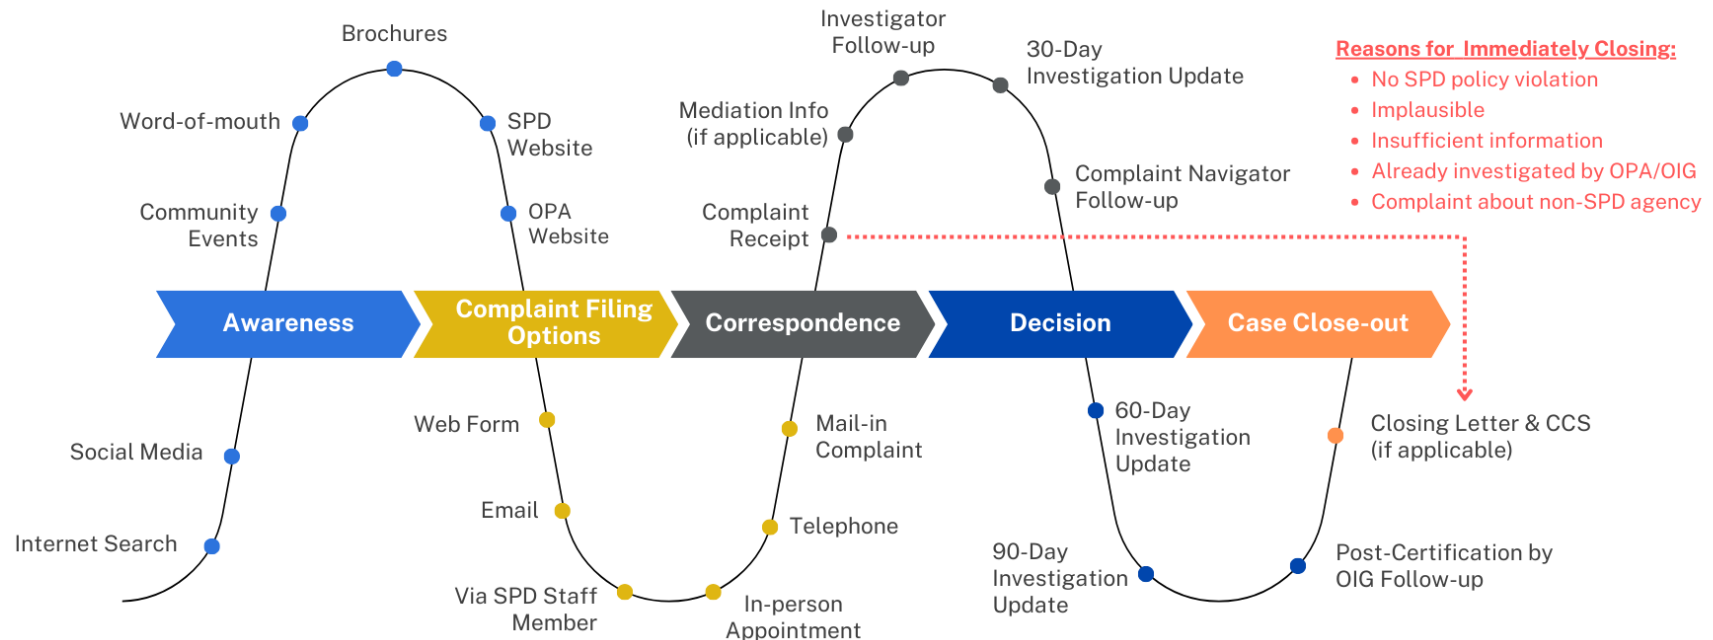 Brochures
Word-of-mouth
Community
Events
Social Media
Internet Search
SPD
Website
OPA
Website
Awareness
Complaint Filing
Options
Correspondence
Decision
Case Close-out
Web Form
Email
Via SPD Staff
Member
In-person
Appointment
Telephone
Mail-in
Complaint
Complaint
Receipt
Mediation Info
(if applicable)
Investigator
Follow-up
30-Day
Investigation Update
Complaint Navigator
Follow-up
60-Day
Investigation
Update
90-Day
Investigation
Update
Post-Certification by
OIG Follow-up
Closing Letter & CCS
(if applicable)
Reasons for Immediately Closing:
• No SPD policy violation
• Implausible
• Insufficient information
• Already investigated by OPA/OIG
• Complaint about non-SPD agency